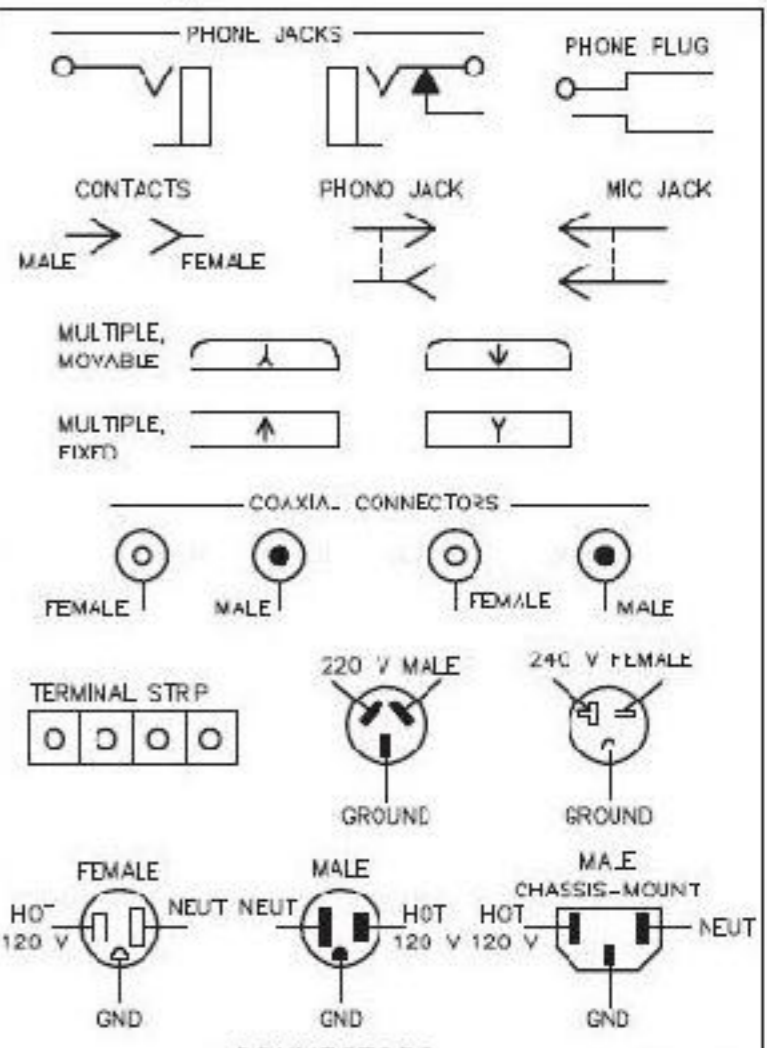 PHONE JACKS
PHONE PLUG
CONTACTS
PHONO JACK
MIC JACK
MALE
FEMALE
MULTIPLE,
MOVABLE
MULTIPLE,
FIXED
COAXIAL CONNECTORS
FEMALE
MALE
FEMALE
MALE
TERMINAL STRIP
220 V MALE
240 V FEMALE
GROUND
GROUND
FEMALE
MALE
MALE
CHASSIS-MOUNT
HOT
120 V
NEUT
NEUT
HOT
120 V
HOT
120 V
NEUT
GND
GND
GND